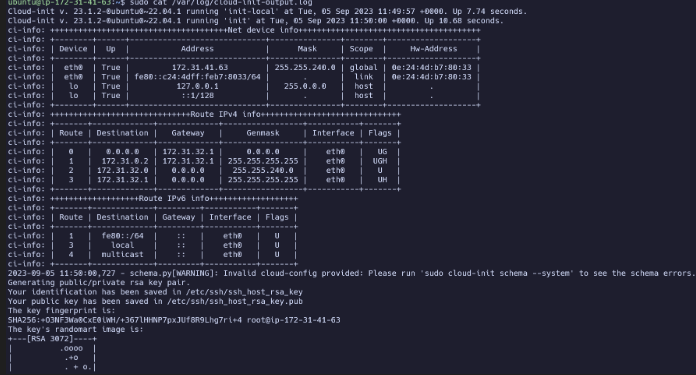 ubuntu@ip-172-31-41-63:~$ sudo cat /var/log/cloud-init-output.log
Cloud-init v. 23.1.2-0ubuntu0~22.04.1 running 'init-local' at Tue, 05 Sep 2023 11:49:57 +0000. Up 7.74 seconds.
Cloud-init v. 23.1.2-0ubuntu0~22.04.1 running 'init' at Tue, 05 Sep 2023 11:50:00 +0000. Up 10.68 seconds.
ci-info: +++++++++++++++++++++++++++++++++++++++Net device info+++++++++++++++++++++++++++++++++++++++
ci-info: +--------+------+-----------------------------+---------------+--------+-------------------+
ci-info: | Device |  Up  |           Address           |      Mask     | Scope  |     Hw-Address    |
ci-info: +--------+------+-----------------------------+---------------+--------+-------------------+
ci-info: |  eth0  | True |         172.31.41.63        | 255.255.240.0 | global | 0e:24:4d:b7:80:33 |
ci-info: |  eth0  | True | fe80::c24:4dff:feb7:8033/64 |       .       |  link  | 0e:24:4d:b7:80:33 |
ci-info: |   lo   | True |          127.0.0.1          |   255.0.0.0   |  host  |         .         |
ci-info: |   lo   | True |           ::1/128           |       .       |  host  |         .         |
ci-info: +--------+------+-----------------------------+---------------+--------+-------------------+
ci-info: +++++++++++++++++++++++++++++Route IPv4 info++++++++++++++++++++++++++++++
ci-info: +-------+-------------+-------------+-----------------+-----------+-------+
ci-info: | Route | Destination |   Gateway   |     Genmask     | Interface | Flags |
ci-info: +-------+-------------+-------------+-----------------+-----------+-------+
ci-info: |   0   |   0.0.0.0   | 172.31.32.1 |     0.0.0.0     |    eth0   |   UG  |
ci-info: |   1   |  172.31.0.2 | 172.31.32.1 | 255.255.255.255 |    eth0   |  UGH  |
ci-info: |   2   | 172.31.32.0 |   0.0.0.0   |  255.255.240.0  |    eth0   |   U   |
ci-info: |   3   | 172.31.32.1 |   0.0.0.0   | 255.255.255.255 |    eth0   |   UH  |
ci-info: +-------+-------------+-------------+-----------------+-----------+-------+
ci-info: +++++++++++++++++++Route IPv6 info+++++++++++++++++++
ci-info: +-------+-------------+---------+-----------+-------+
ci-info: | Route | Destination | Gateway | Interface | Flags |
ci-info: +-------+-------------+---------+-----------+-------+
ci-info: |   1   |  fe80::/64  |    ::   |    eth0   |   U   |
ci-info: |   3   |    local    |    ::   |    eth0   |   U   |
ci-info: |   4   |  multicast  |    ::   |    eth0   |   U   |
ci-info: +-------+-------------+---------+-----------+-------+
2023-09-05 11:50:00,727 - schema.py[WARNING]: Invalid cloud-config provided: Please run 'sudo cloud-init schema --system' to see the schema errors.
Generating public/private rsa key pair.
Your identification has been saved in /etc/ssh/ssh_host_rsa_key
Your public key has been saved in /etc/ssh/ssh_host_rsa_key.pub
The key fingerprint is:
root@ip-172-31-41-63
The key's randomart image is:
+---[RSA 3072]----+
|        .oooo    |
|         .+o     |
|         . + o.|